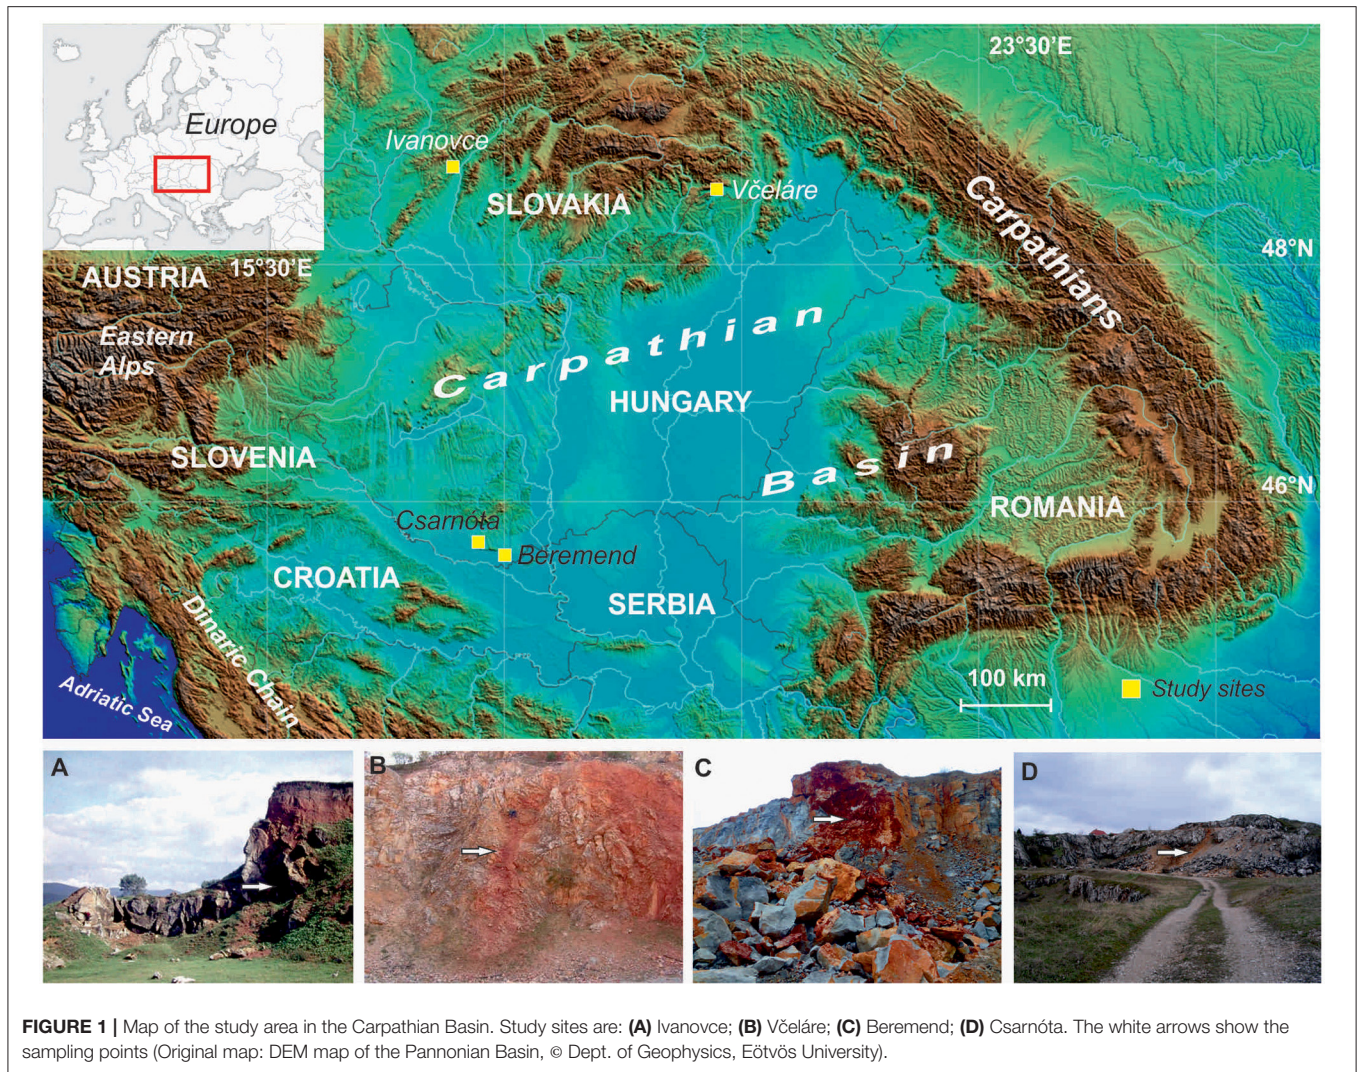 Europe
23°30'E
Ivanovce
SLOVAKIA
Včeláre
Carpathians
48°N
AUSTRIA
15°30'E
Eastern
Alps
Carpathian
HUNGARY
SLOVENIA
Basin
46°N
ROMANIA
Csarnóta
Beremend
CROATIA
SERBIA
Dinaric Chain
Adriatic Sea
100 km
Study sites
A
B
C
D
FIGURE 1 | Map of the study area in the Carpathian Basin. Study sites are: (A) Ivanovce; (B) Včeláre; (C) Beremend; (D) Csarnóta. The white arrows show the
sampling points (Original map: DEM map of the Pannonian Basin, © Dept. of Geophysics, Eötvös University).